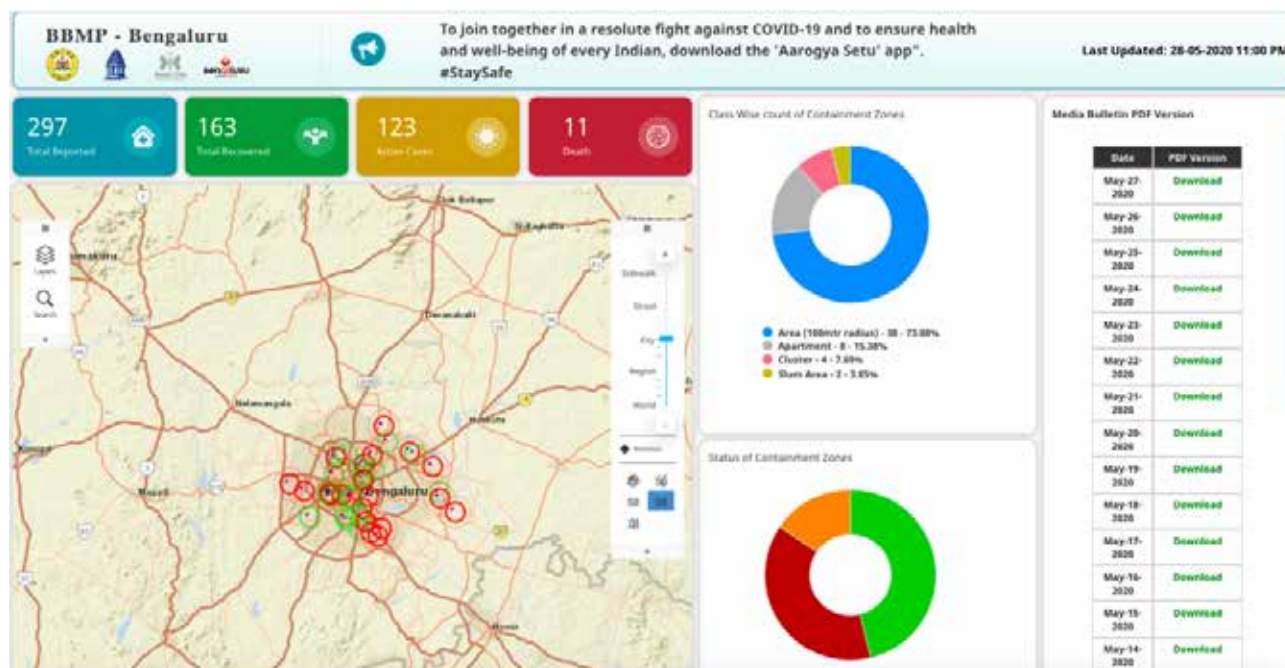 BBMP - Bengaluru
To join together in a resolute fight against COVID-19 and to ensure health
and well-being of every Indian, download the 'Aarogya Setu' app".
#StaySafe
Last Updated: 28-05-2020 11:00 PM
297
Total Reported
163
Total Recovered
123
Active Cases
11
Death
Layers
Search
Sidewalk
Street
City
Region
World
Devanahalli
Nelamangala
Hoskote
Magadi
Bengaluru
Hosur
Class Wise count of Containment Zones
Area (100mtr radius) - 38 - 73.08%
Apartment - 8 - 15.38%
Cluster - 4 - 7.69%
Slum Area - 2 - 3.85%
Status of Containment Zones
Media Bulletin PDF Version
Date PDF Version
May-27-
2020
Download
May-26-
2020
Download
May-25-
2020
Download
May-24-
2020
Download
May-23-
2020
Download
May-22-
2020
Download
May-21-
2020
Download
May-20-
2020
Download
May-19-
2020
Download
May-18-
2020
Download
May-17-
2020
Download
May-16-
2020
Download
May-15-
2020
Download
May-14-
2020
Download